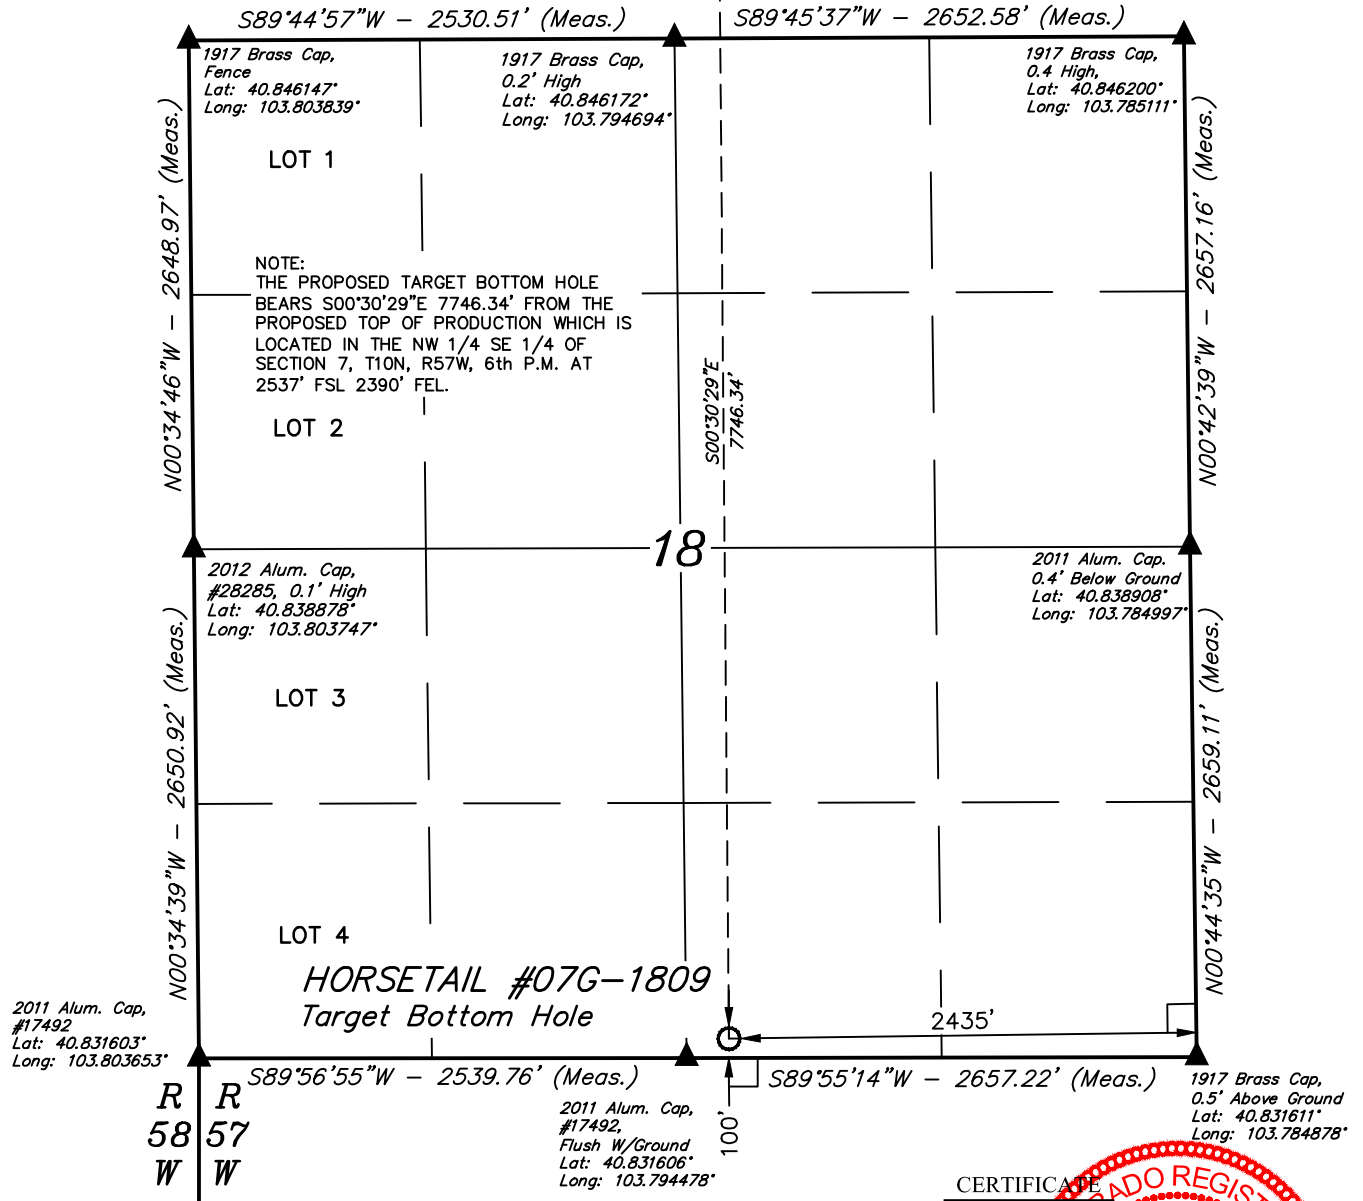 S89°44'57"W - 2530.51' (Meas.)
S89°45'37"W - 2652.58' (Meas.)
1917 Brass Cap,
Fence
Lat: 40.846147°
Long: 103.803839°
1917 Brass Cap,
0.2' High
Lat: 40.846172°
Long: 103.794694°
1917 Brass Cap,
0.4 High,
Lat: 40.846200°
Long: 103.785111°
N00°34'46"W - 2648.97' (Meas.)
N00°42'39"W - 2657.16' (Meas.)
LOT 1
NOTE:
THE PROPOSED TARGET BOTTOM HOLE
BEARS S00°30'29"E 7746.34' FROM THE
PROPOSED TOP OF PRODUCTION WHICH IS
LOCATED IN THE NW 1/4 SE 1/4 OF
SECTION 7, T10N, R57W, 6th P.M. AT
2537' FSL 2390' FEL.
S00°30'29"E
7746.34'
LOT 2
18
2012 Alum. Cap,
#28285, 0.1' High
Lat: 40.838878°
Long: 103.803747°
2011 Alum. Cap.
0.4' Below Ground
Lat: 40.838908°
Long: 103.784997°
N00°34'39"W - 2650.92' (Meas.)
N00°44'35"W - 2659.11' (Meas.)
LOT 3
LOT 4
HORSETAIL #07G-1809
Target Bottom Hole
2435'
2011 Alum. Cap,
#17492
Lat: 40.831603°
Long: 103.803653°
S89°56'55"W - 2539.76' (Meas.)
S89°55'14"W - 2657.22' (Meas.)
100'
2011 Alum. Cap,
#17492,
Flush W/Ground
Lat: 40.831606°
Long: 103.794478°
1917 Brass Cap,
0.5' Above Ground
Lat: 40.831611°
Long: 103.784878°
R R
58 57
W W
CERTIFICATE